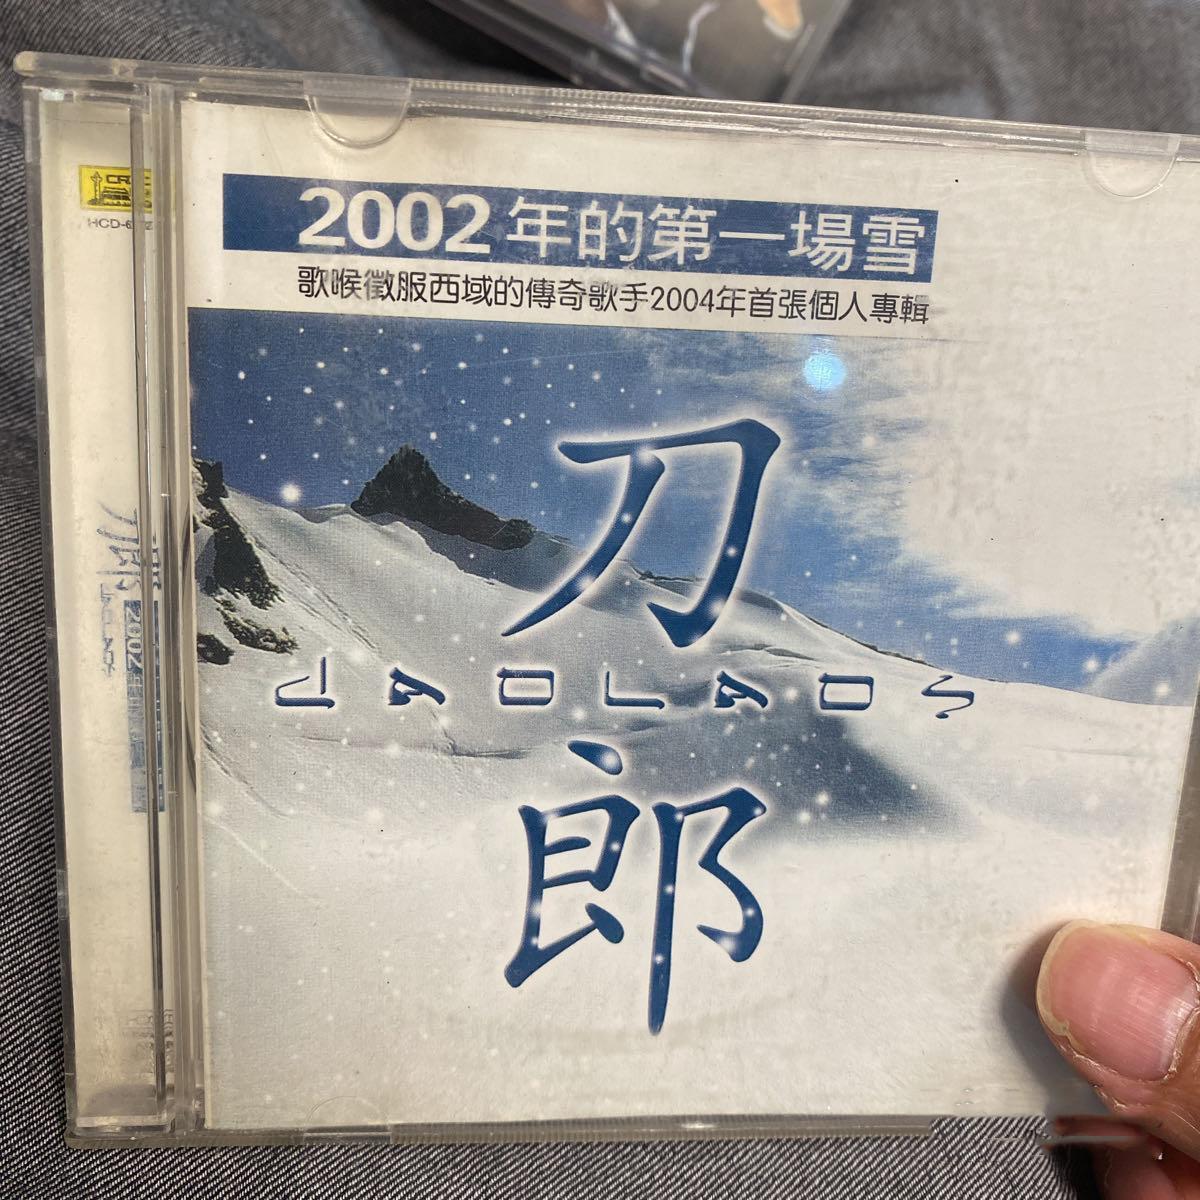 2002年的第一場雪
歌喉徵服西域的傳奇歌手2004年首張個人專輯
刀
DAOLANG
郎